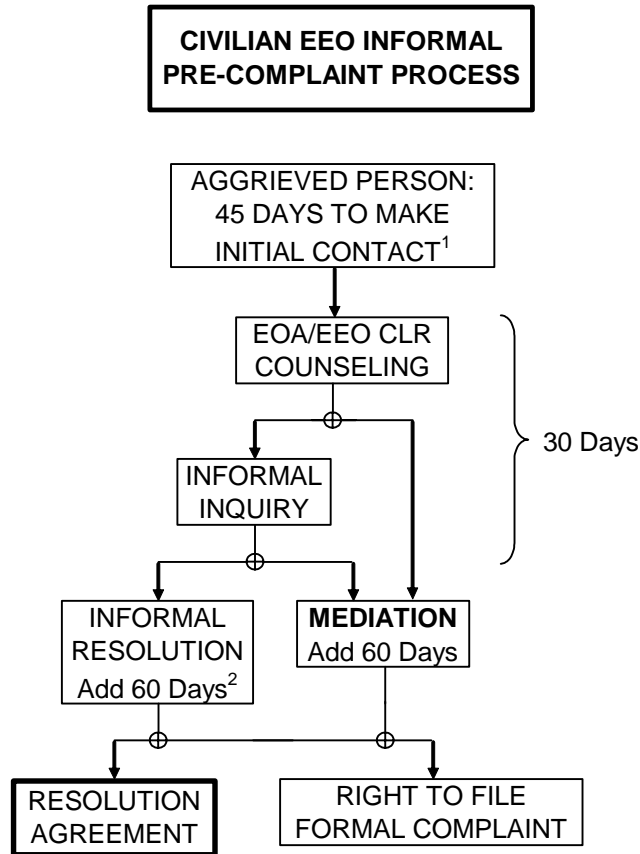 CIVILIAN EEO INFORMAL
PRE-COMPLAINT PROCESS
AGGRIEVED PERSON:
45 DAYS TO MAKE
INITIAL CONTACT¹
EOA/EEO CLR
COUNSELING
30 Days
INFORMAL
INQUIRY
INFORMAL
RESOLUTION
Add 60 Days²
MEDIATION
Add 60 Days
RESOLUTION
AGREEMENT
RIGHT TO FILE
FORMAL COMPLAINT